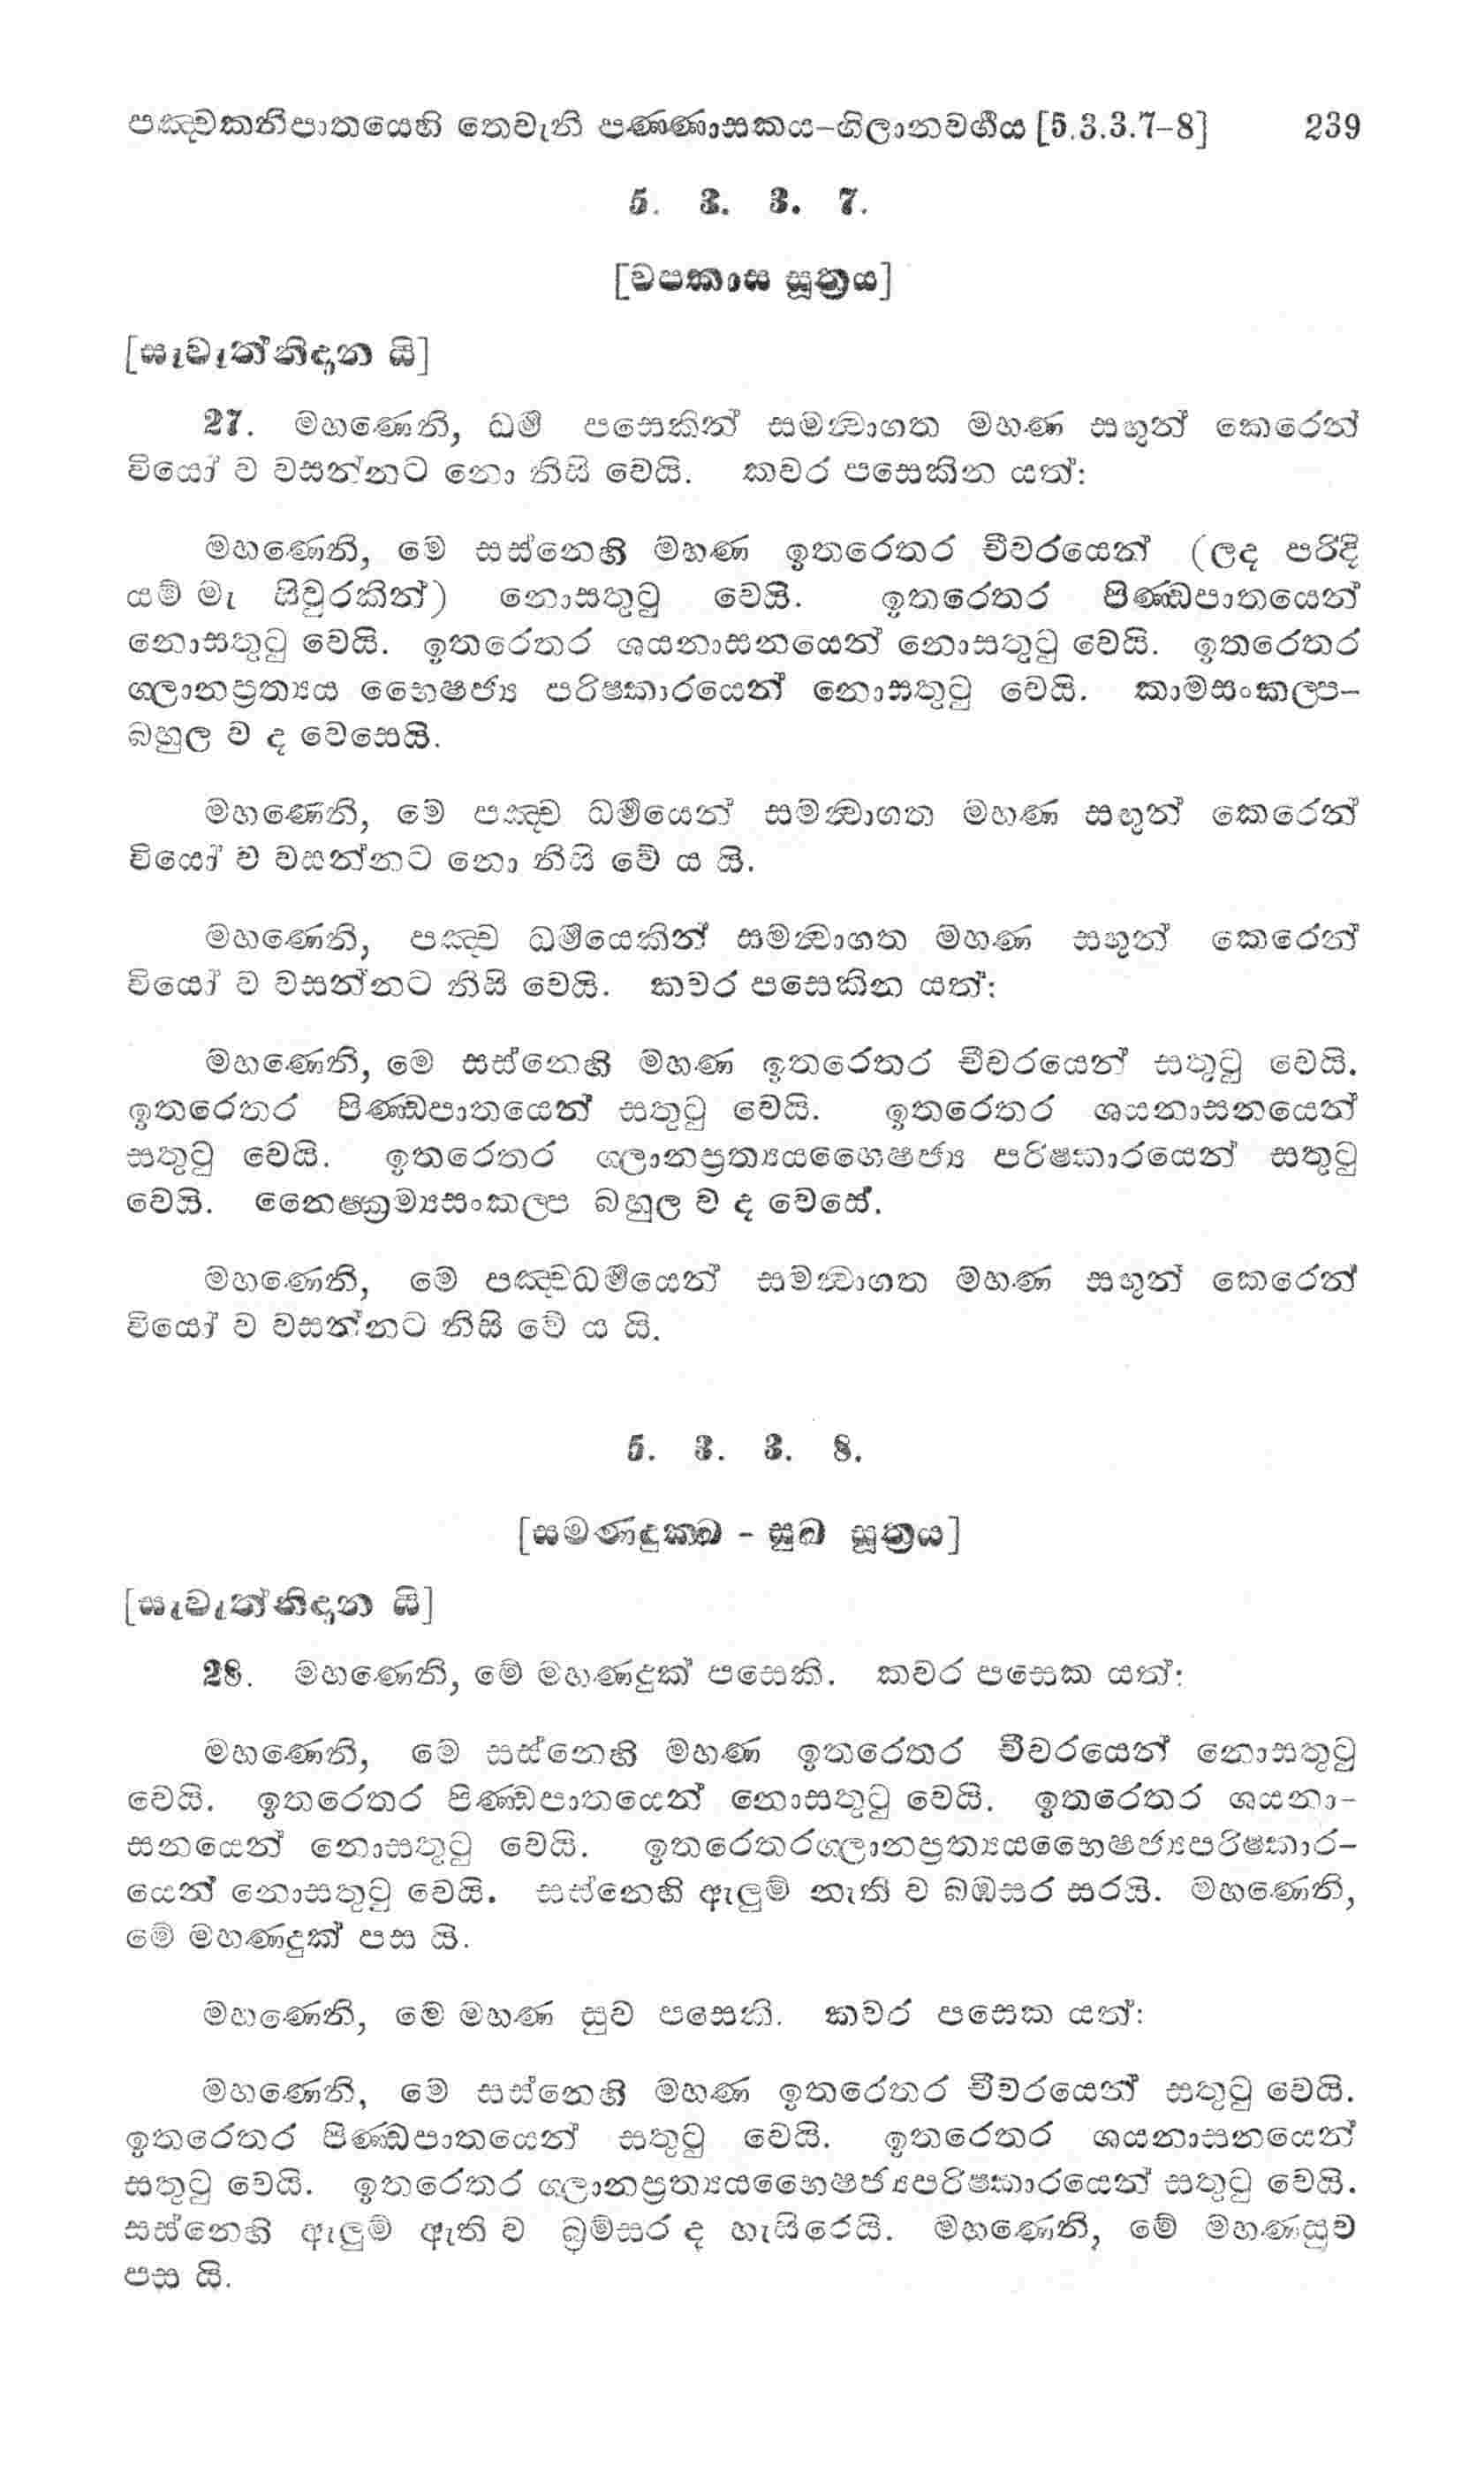 පඤ්චකනිපාතයෙහි තෙවැනි පණ්ණාසකය-ගිලානවර්‍ගය [5.3.3.7-8] 239
5. 3. 3. 7.
[වපකාස සූත්‍රය]
[සැවැත්නිදාන යි]
27. මහණෙනි, ධර්‍ම පසෙකින් සමන්‍වාගත මහණ සඟුන් කෙරෙන්
වියෝ ව වසන්නට නො නිසි වෙයි. කවර පසෙකින යත්:
මහණෙනි, මෙ සස්නෙහි මහණ ඉතරෙතර චීවරයෙන් (ලද පරිදි
යම් මැ සිවුරකින්) නොසතුටු වෙයි. ඉතරෙතර පිණ්ඩපාතයෙන්
නොසතුටු වෙයි. ඉතරෙතර ශයනාසනයෙන් නොසතුටු වෙයි. ඉතරෙතර
ග්ලානප්‍රත්‍යය භෛෂජ්‍ය පරිෂ්කාරයෙන් නොසතුටු වෙයි. කාමසංකල්ප-
බහුල ව ද වෙසෙයි.
මහණෙනි, මේ පඤ්ච ධර්‍මයෙන් සමන්‍වාගත මහණ සඟුන් කෙරෙන්
වියෝ ව වසන්නට නො නිසි වේ ය යි.
මහණෙනි, පඤ්ච ධර්‍මයෙකින් සමන්‍වාගත මහණ සඟුන් කෙරෙන්
වියෝ ව වසන්නට නිසි වෙයි. කවර පසෙකින යත්:
මහණෙනි, මෙ සස්නෙහි මහණ ඉතරෙතර චීවරයෙන් සතුටු වෙයි.
ඉතරෙතර පිණ්ඩපාතයෙන් සතුටු වෙයි. ඉතරෙතර ශයනාසනයෙන්
සතුටු වෙයි. ඉතරෙතර ග්ලානප්‍රත්‍යයභෛෂජ්‍ය පරිෂ්කාරයෙන් සතුටු
වෙයි. නෛෂ්ක්‍රම්‍යසංකල්ප බහුල ව ද වෙසේ.
මහණෙනි, මේ පඤ්චධර්‍මයෙන් සමන්‍වාගත මහණ සඟුන් කෙරෙන්
වියෝ ව වසන්නට නිසි වේ ය යි.
5. 3. 3. 8.
[සමණදුක්ඛ - සුඛ සූත්‍රය]
[සැවැත්නිදාන යි]
28. මහණෙනි, මේ මහණදුක් පසෙකි. කවර පසෙක යත්:
මහණෙනි, මෙ සස්නෙහි මහණ ඉතරෙතර චීවරයෙන් නොසතුටු
වෙයි. ඉතරෙතර පිණ්ඩපාතයෙන් නොසතුටු වෙයි. ඉතරෙතර ශයනා-
සනයෙන් නොසතුටු වෙයි. ඉතරෙතරග්ලානප්‍රත්‍යයභෛෂජ්‍යපරිෂ්කාර-
යෙන් නොසතුටු වෙයි. සස්නෙහි ඇලුම් නැති ව බඹසර සරයි. මහණෙනි,
මේ මහණදුක් පස යි.
මහණෙනි, මේ මහණ සුව පසෙකි. කවර පසෙක යත්:
මහණෙනි, මෙ සස්නෙහි මහණ ඉතරෙතර චීවරයෙන් සතුටු වෙයි.
ඉතරෙතර පිණ්ඩපාතයෙන් සතුටු වෙයි. ඉතරෙතර ශයනාසනයෙන්
සතුටු වෙයි. ඉතරෙතර ග්ලානප්‍රත්‍යයභෛෂජ්‍යපරිෂ්කාරයෙන් සතුටු වෙයි.
සස්නෙහි ඇලුම් ඇති ව බ්‍රම්සර ද හැසිරෙයි. මහණෙනි, මේ මහණසුව
පස යි.